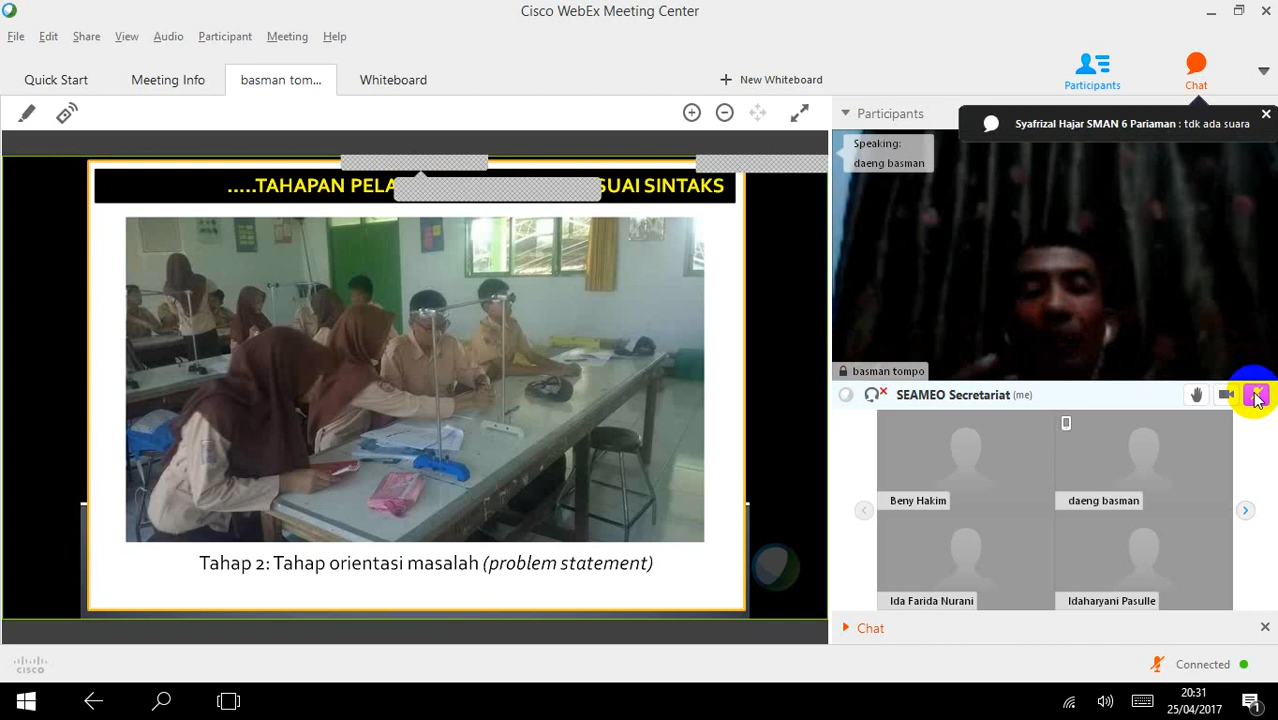 Cisco WebEx Meeting Center
File Edit Share View Audio Participant Meeting Help
Quick Start Meeting Info basman tom... Whiteboard
New Whiteboard
Participants Chat
Participants
Syafrizal Hajar SMAN 6 Pariaman : tdk ada suara
Speaking:
daeng basman
.....TAHAPAN SINTAKS
Tahap 2: Tahap orientasi masalah (problem statement)
basman tompo
SEAMEO Secretariat (me)
Beny Hakim
daeng basman
Ida Farida Nurani
Idaharyani Pasulle
Chat
cisco
Connected
20:31
25/04/2017
1